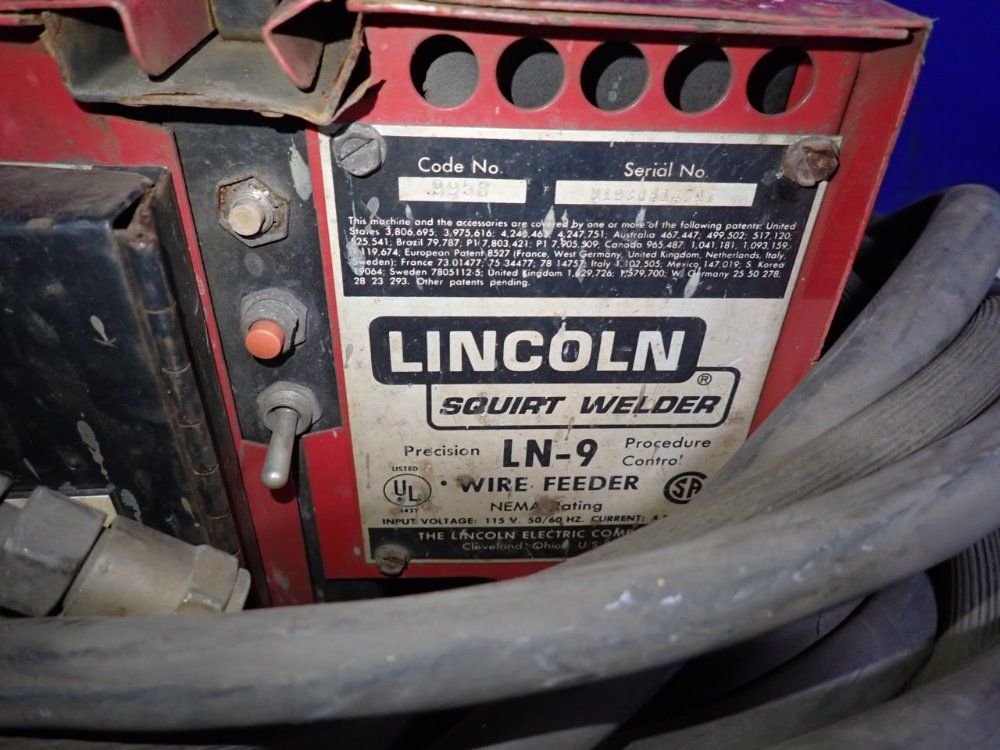 Code No.
Serial No.
This machine and the accessories are covered by one or more of the following patents: United
States 3,806,695; 3,975,616; 4,247,751; Australia 467,447; 499,502; 517,120
525,541; Brazil 79,787; P1 7,803,421; P1 7,905,509; Canada 965,487; 1,041,181; 1,093,159
1,119,674; European Patent 8527 (France, West Germany, United Kingdom, Netherlands, Italy,
Sweden); France 73.01477; 75 34477; 78 14757; Italy 1,102,505; Mexico 147,019; S. Korea
19064; Sweden 7805112-5; United Kingdom 1,579,700; W. Germany 25 50 278,
28 23 293. Other patents pending.
LINCOLN
®
SQUIRT WELDER
Precision LN-9 Procedure Control
LISTED
UL
WIRE FEEDER
SA
NEMA Rating
INPUT VOLTAGE: 115 V. 50/60 HZ. CURRENT:
THE LINCOLN ELECTRIC
Cleveland, Ohio, U.S.